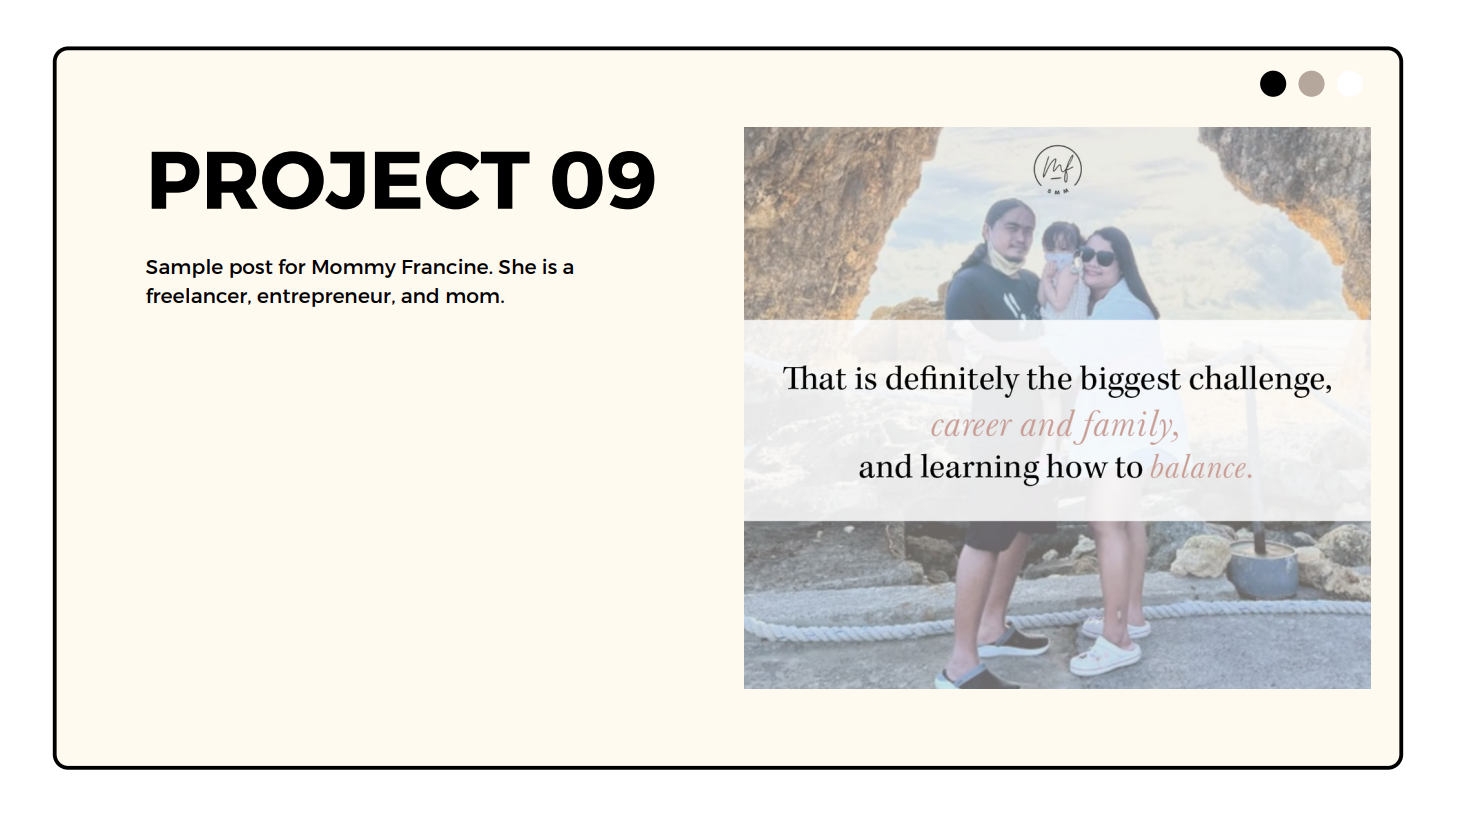 PROJECT 09
Sample post for Mommy Francine. She is a
freelancer, entrepreneur, and mom.
Mf
SMM
That is definitely the biggest challenge,
career and family,
and learning how to balance.